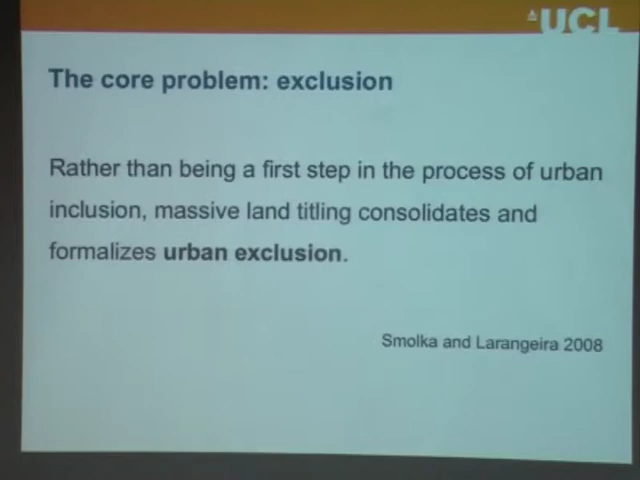 UCL
The core problem: exclusion
Rather than being a first step in the process of urban
inclusion, massive land titling consolidates and
formalizes urban exclusion.
Smolka and Larangeira 2008